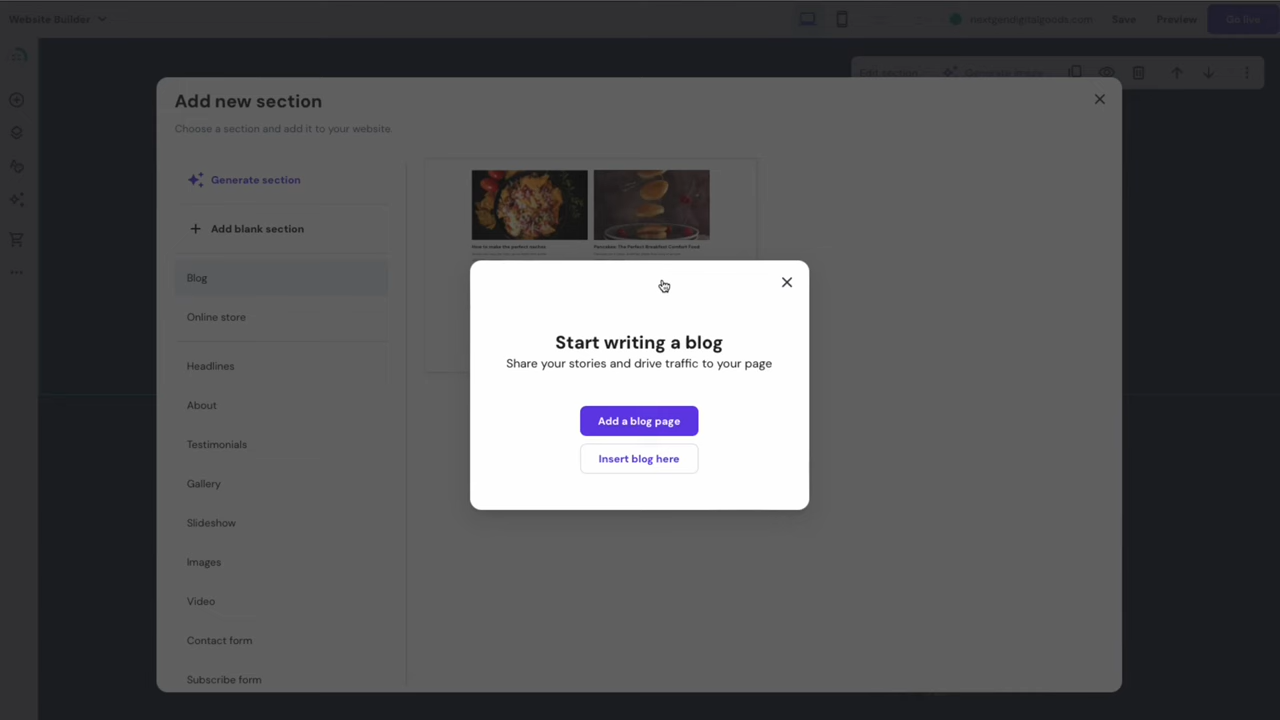 Website Builder
nextgendigitalgoods.com
Save
Preview
Go live
Edit section
Generate
Add new section
Choose a section and add it to your website.
Generate section
Add blank section
Blog
Online store
Headlines
About
Testimonials
Gallery
Slideshow
Images
Video
Contact form
Subscribe form
How to make the perfect nachos
Pancakes: The Perfect Breakfast Comfort Food
Start writing a blog
Share your stories and drive traffic to your page
Add a blog page
Insert blog here